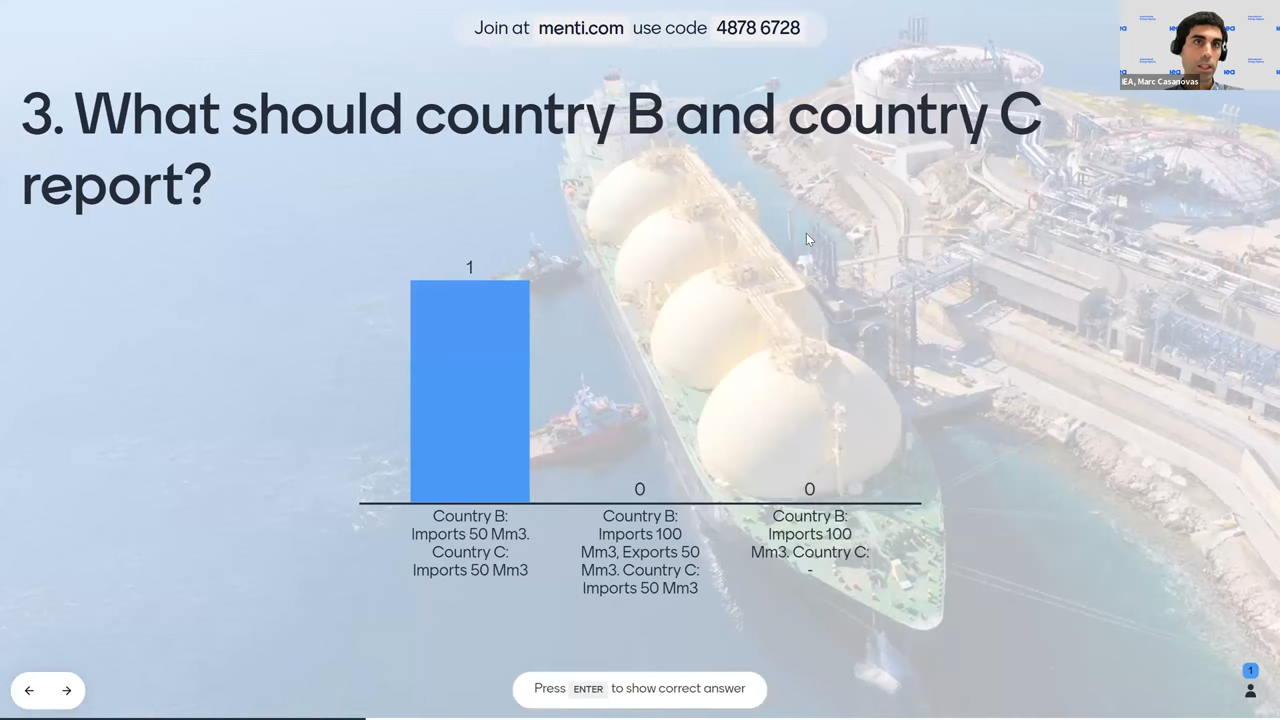 Join at menti.com use code 4878 6728
iea
IEA, Marc Casanovas
3. What should country B and country C
report?
1
0
0
Country B:
Imports 50 Mm3.
Country C:
Imports 50 Mm3
Country B:
Imports 100
Mm3, Exports 50
Mm3. Country C:
Imports 50 Mm3
Country B:
Imports 100
Mm3. Country C:
-
Press ENTER to show correct answer
1